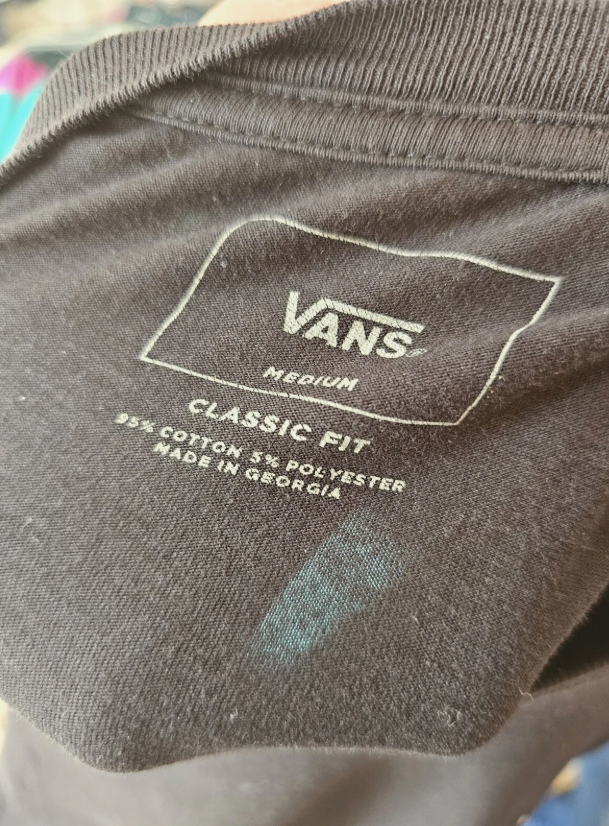 VANS®
MEDIUM
CLASSIC FIT
95% COTTON 5% POLYESTER
MADE IN GEORGIA